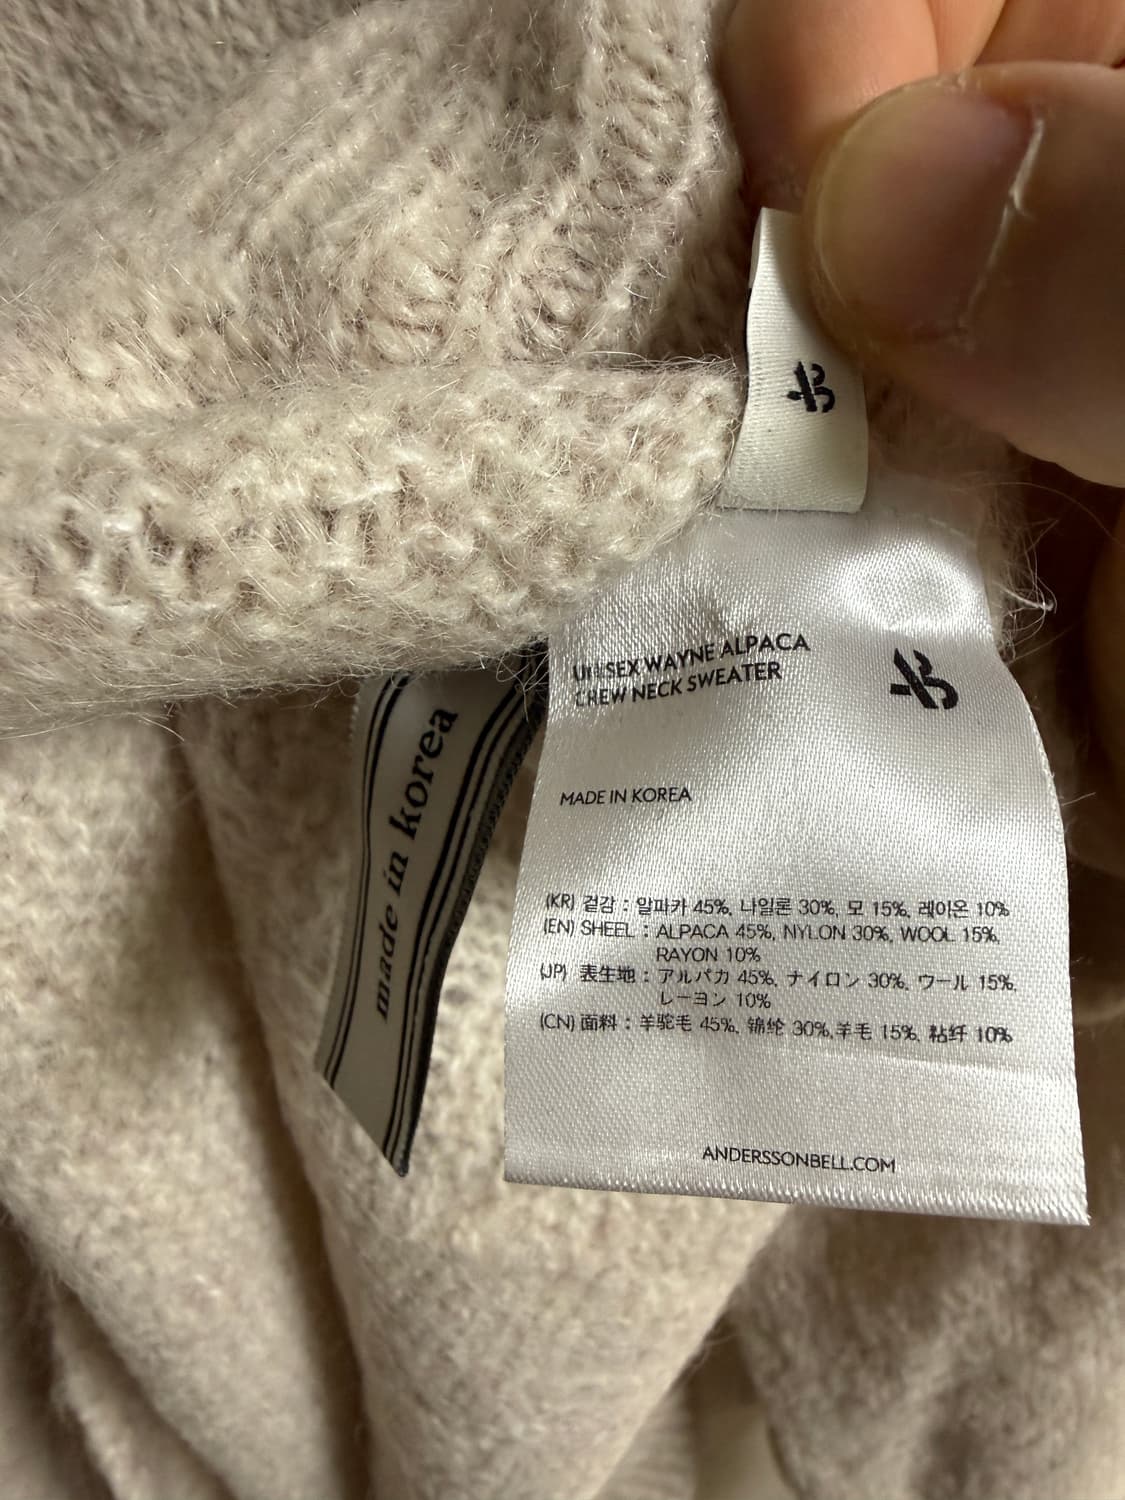 UNISEX WAYNE ALPACA
CREW NECK SWEATER
MADE IN KOREA
made in korea
(KR) 겉감 : 알파카 45%, 나일론 30%, 모 15%, 레이온 10%
(EN) SHEEL : ALPACA 45%, NYLON 30%, WOOL 15%,
RAYON 10%
(JP) 表生地 : アルパカ 45%, ナイロン 30%, ウール 15%,
レーヨン 10%
(CN) 面料 : 羊驼毛 45%, 锦纶 30%,羊毛 15%, 粘纤 10%
ANDERSSONBELL.COM